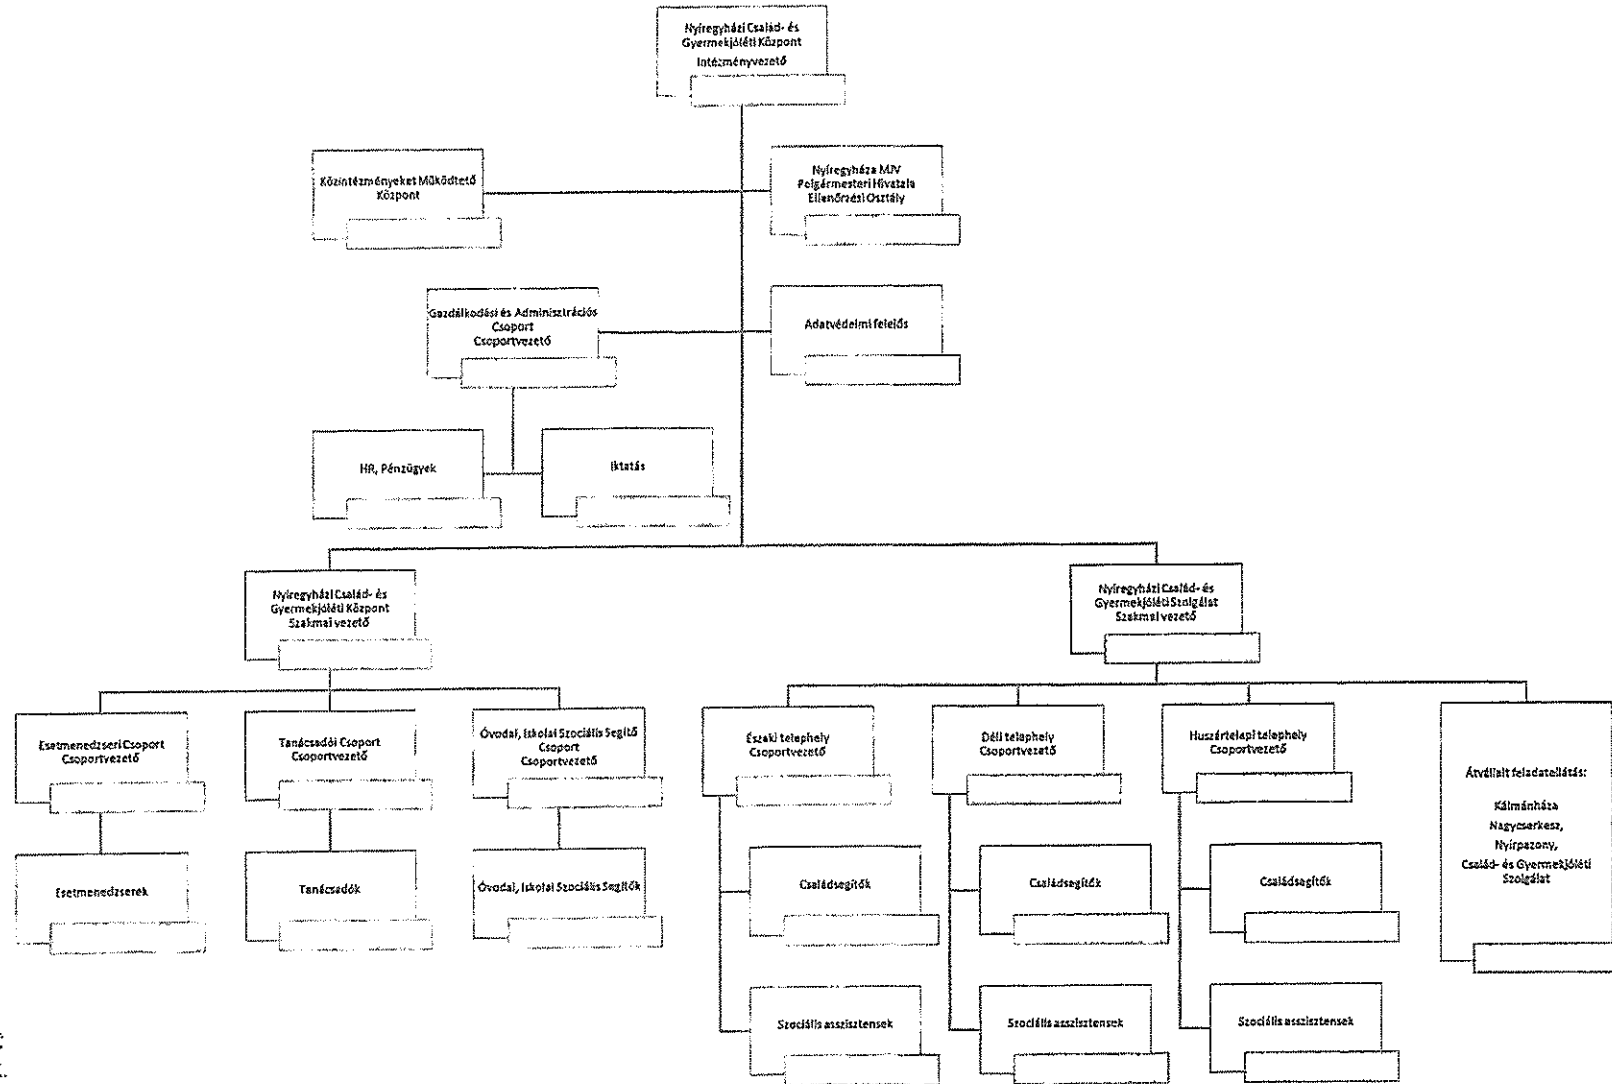 Nyíregyházi Család- és
Gyermekjóléti Központ
Intézményvezető
Közintézményeket Működtető
Központ
Nyíregyháza MJV
Polgármesteri Hivatala
Ellenőrzési Osztály
Gazdálkodási és Adminisztrációs
Csoport
Csoportvezető
Adatvédelmi felelős
HR, Pénzügyek
Iktatás
Nyíregyházi Család- és
Gyermekjóléti Központ
Szakmai vezető
Nyíregyházi Család- és
Gyermekjóléti Szolgálat
Szakmai vezető
Esetmenedzseri Csoport
Csoportvezető
Tanácsadói Csoport
Csoportvezető
Óvodai, Iskolai Szociális Segítő
Csoport
Csoportvezető
Északi telephely
Csoportvezető
Déli telephely
Csoportvezető
Huszártelepi telephely
Csoportvezető
Átvállalt feladatellátás:
Kálmánháza
Nagycserkesz,
Nyírpazony,
Család- és Gyermekjóléti
Szolgálat
Esetmenedzserek
Tanácsadók
Óvodai, Iskolai Szociális Segítők
Családsegítők
Családsegítők
Családsegítők
Szociális asszisztensek
Szociális asszisztensek
Szociális asszisztensek